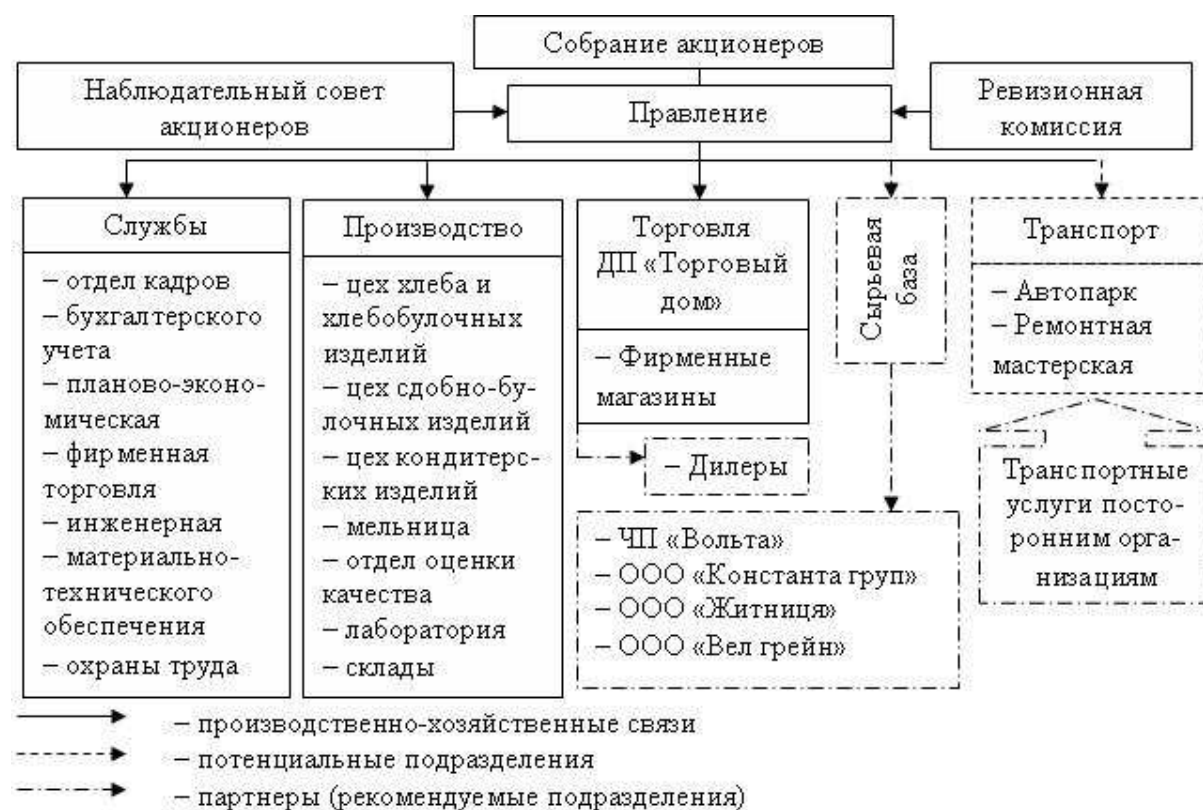 Собрание акционеров
Наблюдательный совет
акционеров
Правление
Ревизионная
комиссия
Службы
– отдел кадров
– бухгалтерского
учета
– планово-эконо-
мическая
– фирменная
торговля
– инженерная
– материально-
технического
обеспечения
– охраны труда
Производство
– цех хлеба и
хлебобулочных
изделий
– цех сдобно-бу-
лочных изделий
– цех кондитерс-
ких изделий
– мельница
– отдел оценки
качества
– лаборатория
– склады
Торговля
ДП «Торговый
дом»
– Фирменные
магазины
– Дилеры
Сырьевая
база
– ЧП «Вольта»
– ООО «Константа груп»
– ООО «Житниця»
– ООО «Вел грейн»
Транспорт
– Автопарк
– Ремонтная
мастерская
Транспортные
услуги посто-
ронним орга-
низациям
– производственно-хозяйственные связи
– потенциальные подразделения
– партнеры (рекомендуемые подразделения)